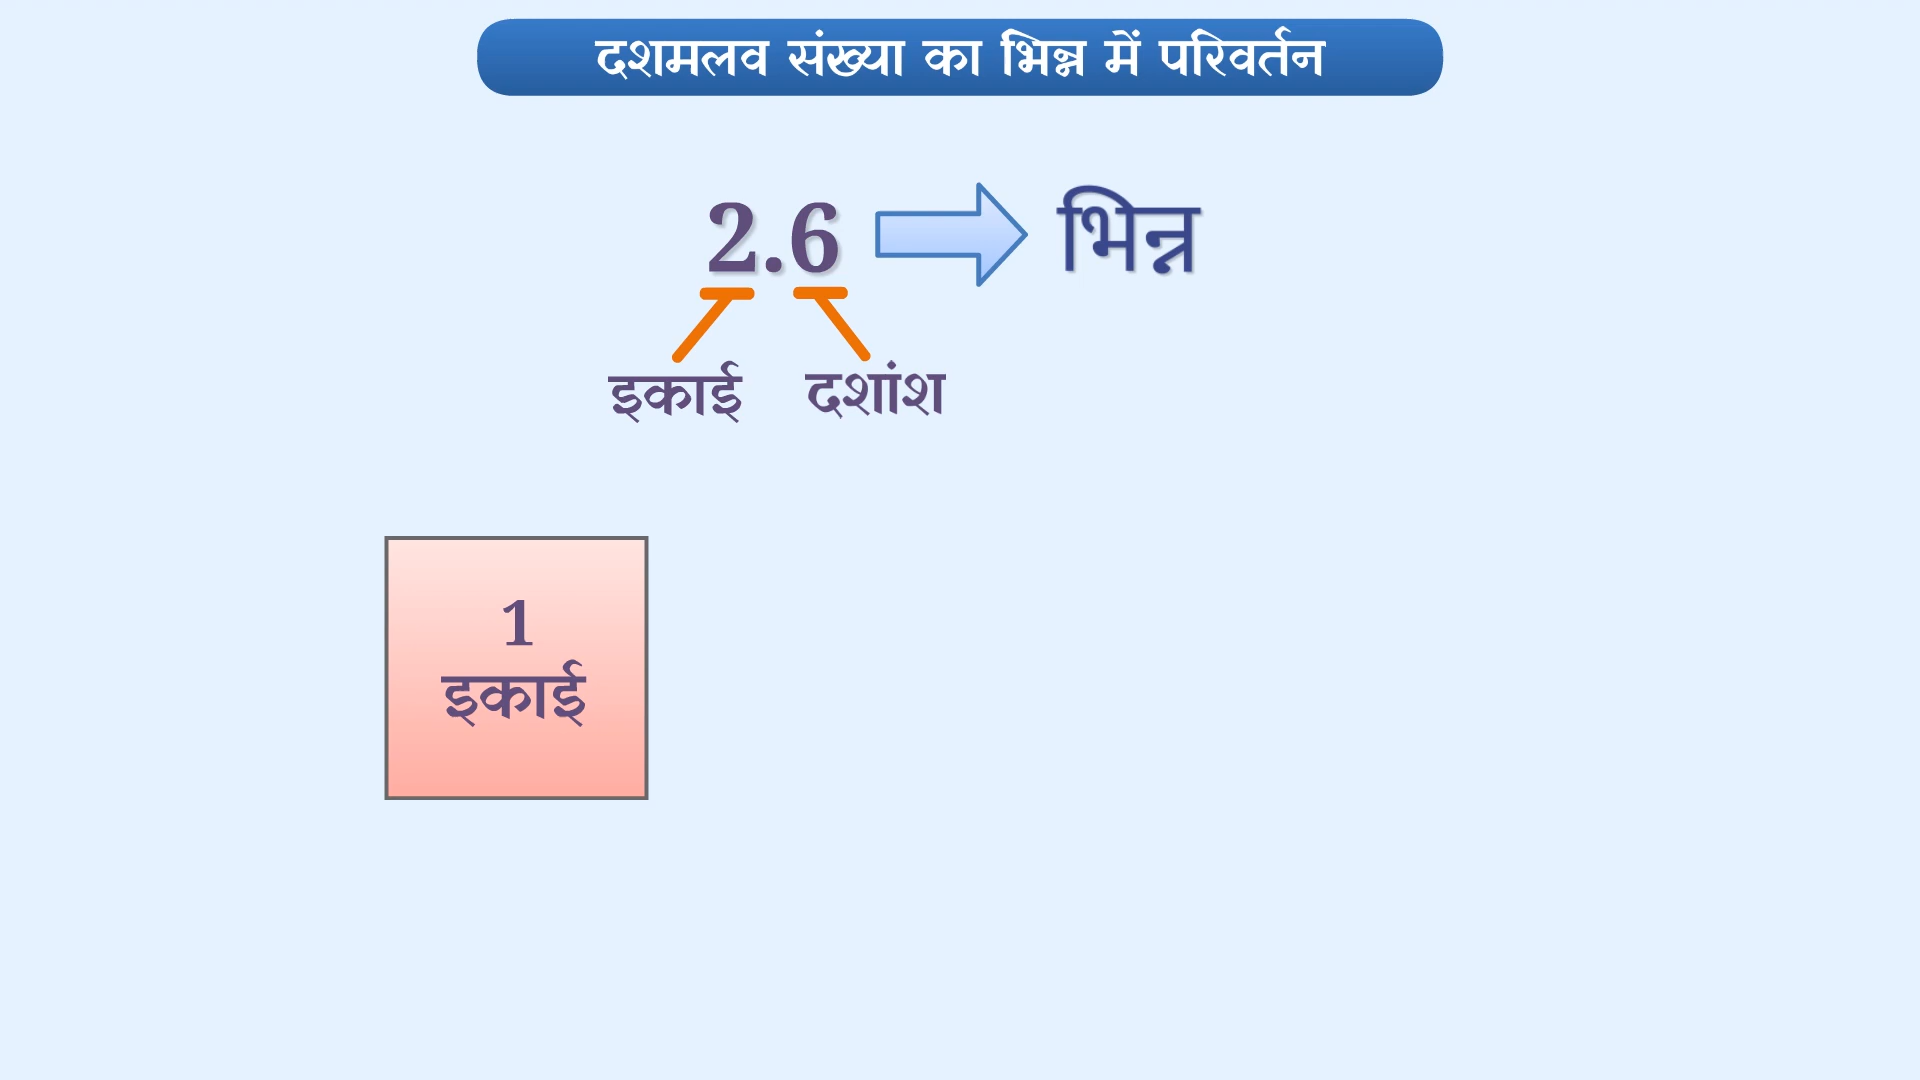 दशमलव संख्या का भिन्न में परिवर्तन
2.6 भिन्न
इकाई दशांश
1
इकाई